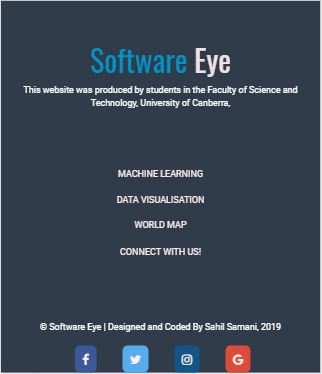 Software Eye
This website was produced by students in the Faculty of Science and
Technology, University of Canberra,
MACHINE LEARNING
DATA VISUALISATION
WORLD MAP
CONNECT WITH US!
© Software Eye | Designed and Coded By Sahil Samani, 2019